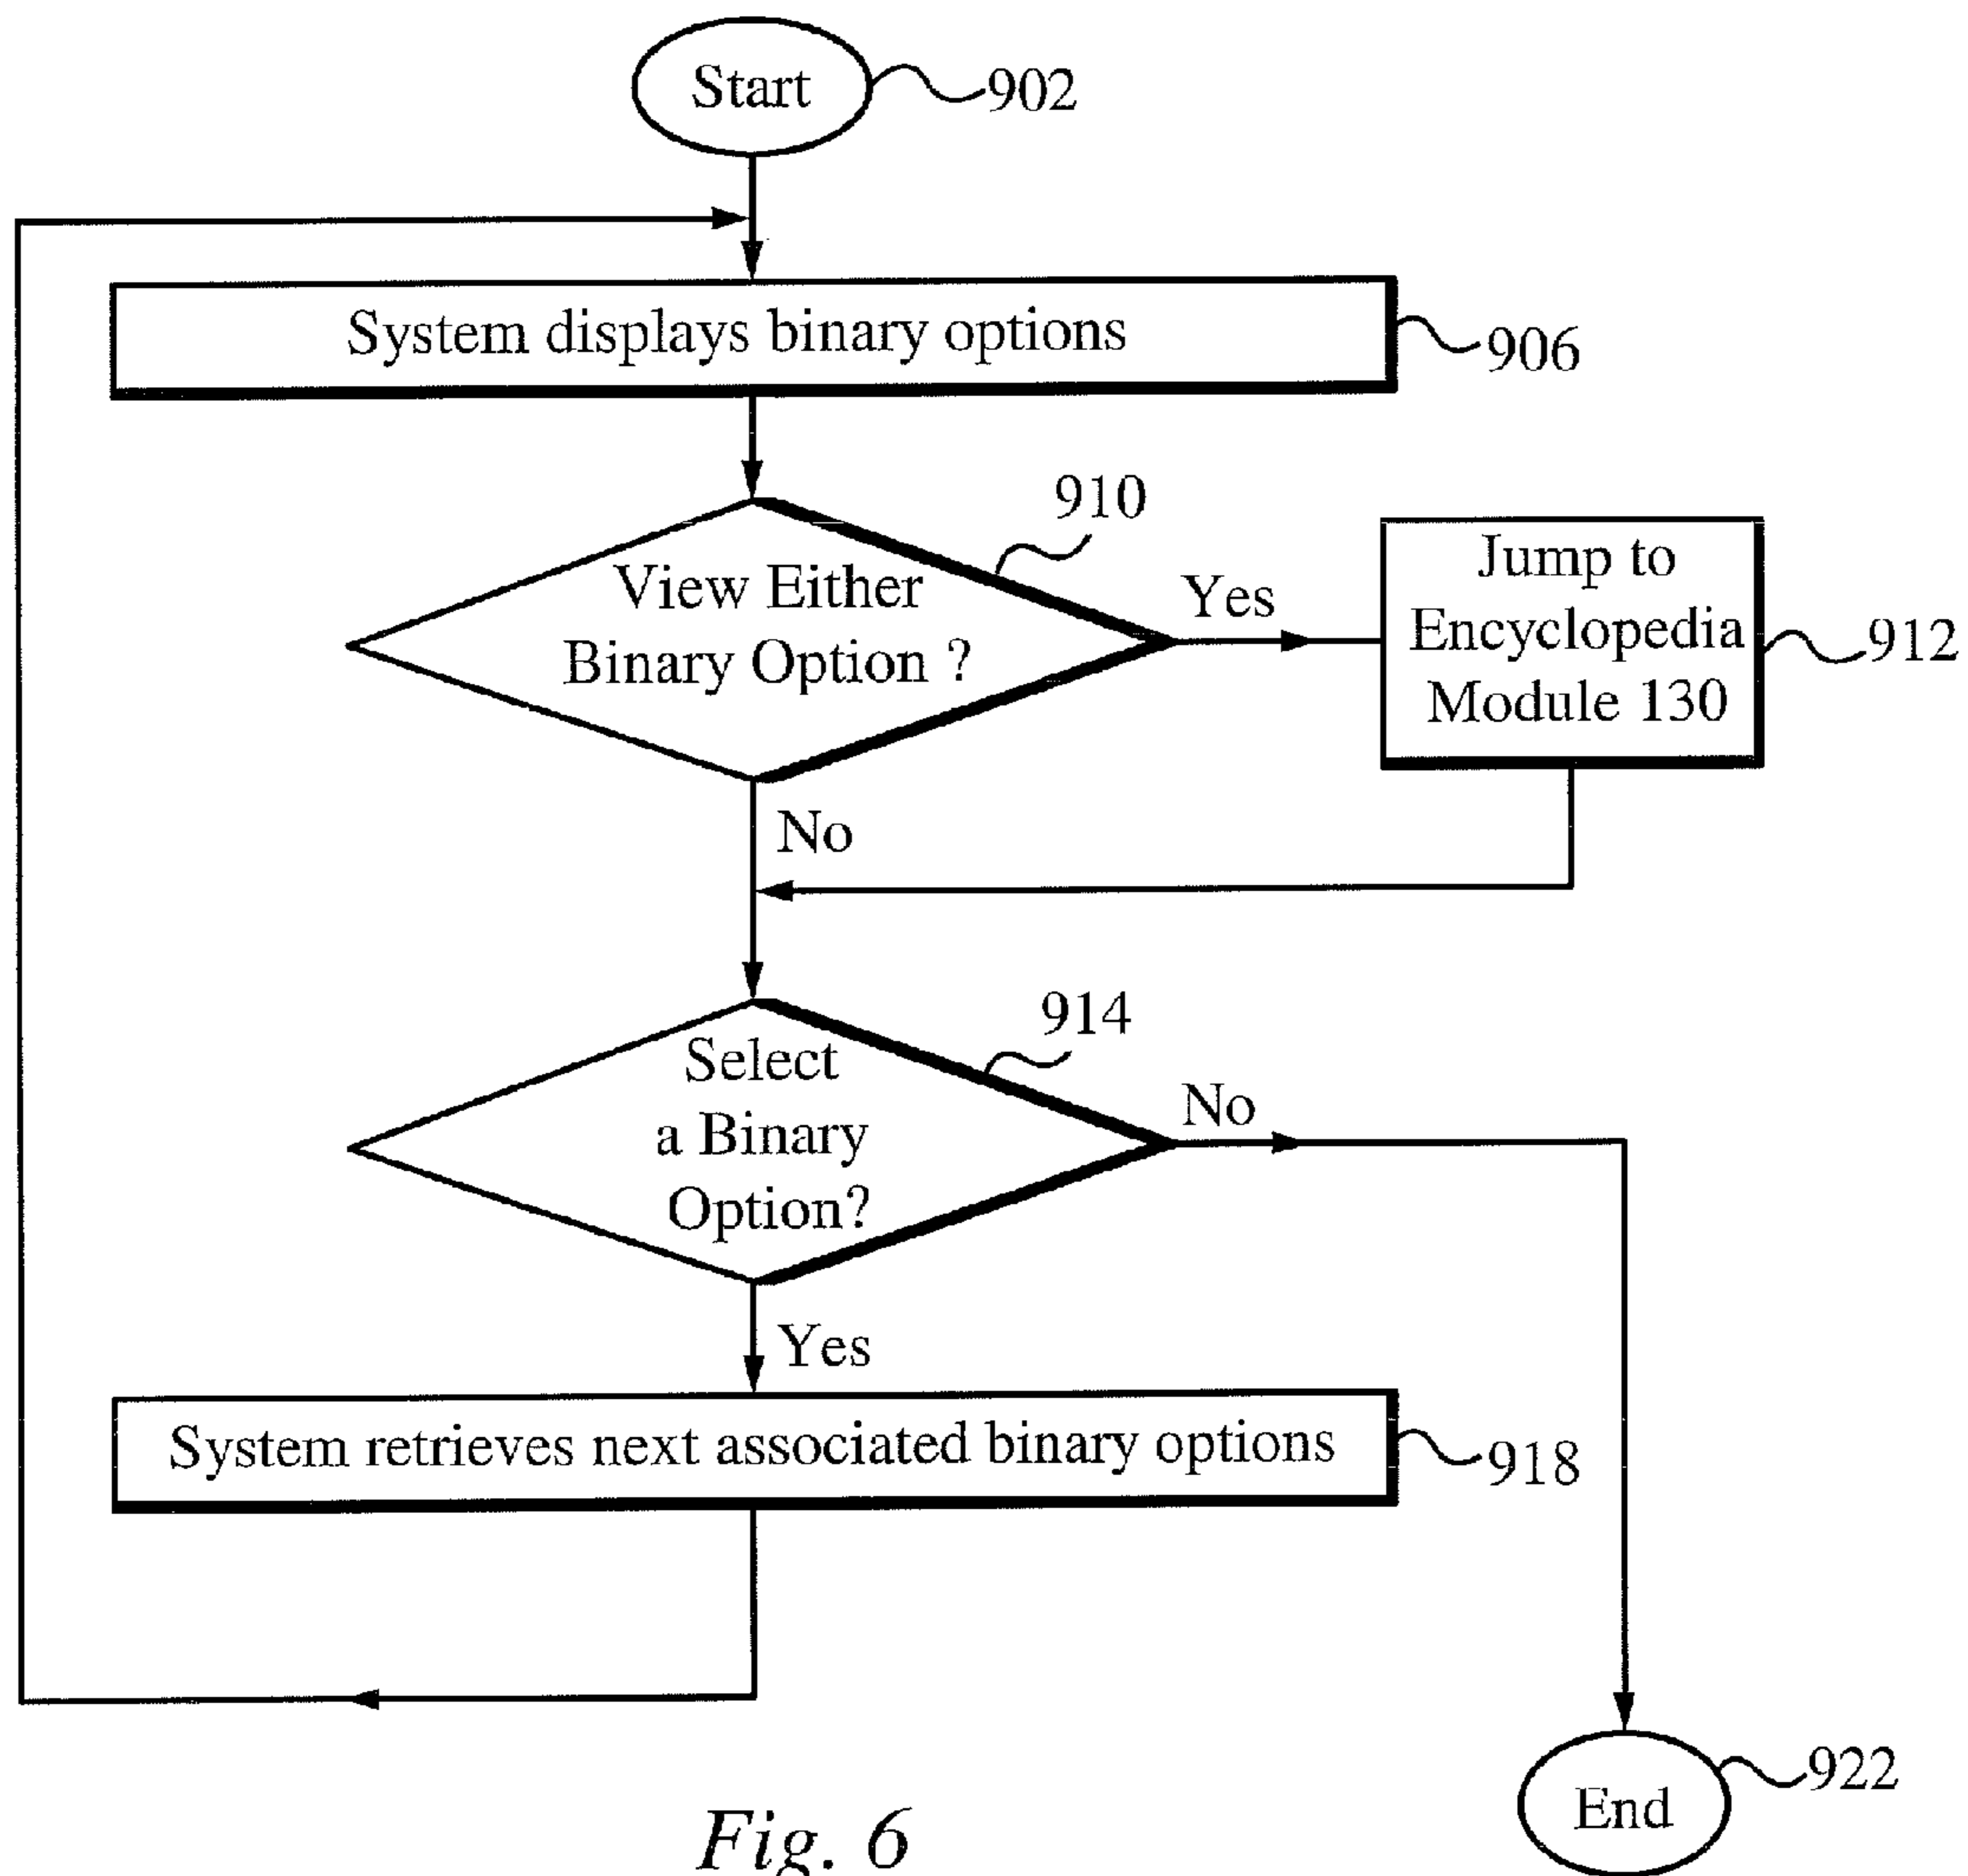 Start
902
System displays binary options
906
910
View Either
Binary Option ?
Yes
Jump to
Encyclopedia
Module 130
912
No
914
Select
a Binary
Option?
No
Yes
System retrieves next associated binary options
918
922
End
Fig. 6